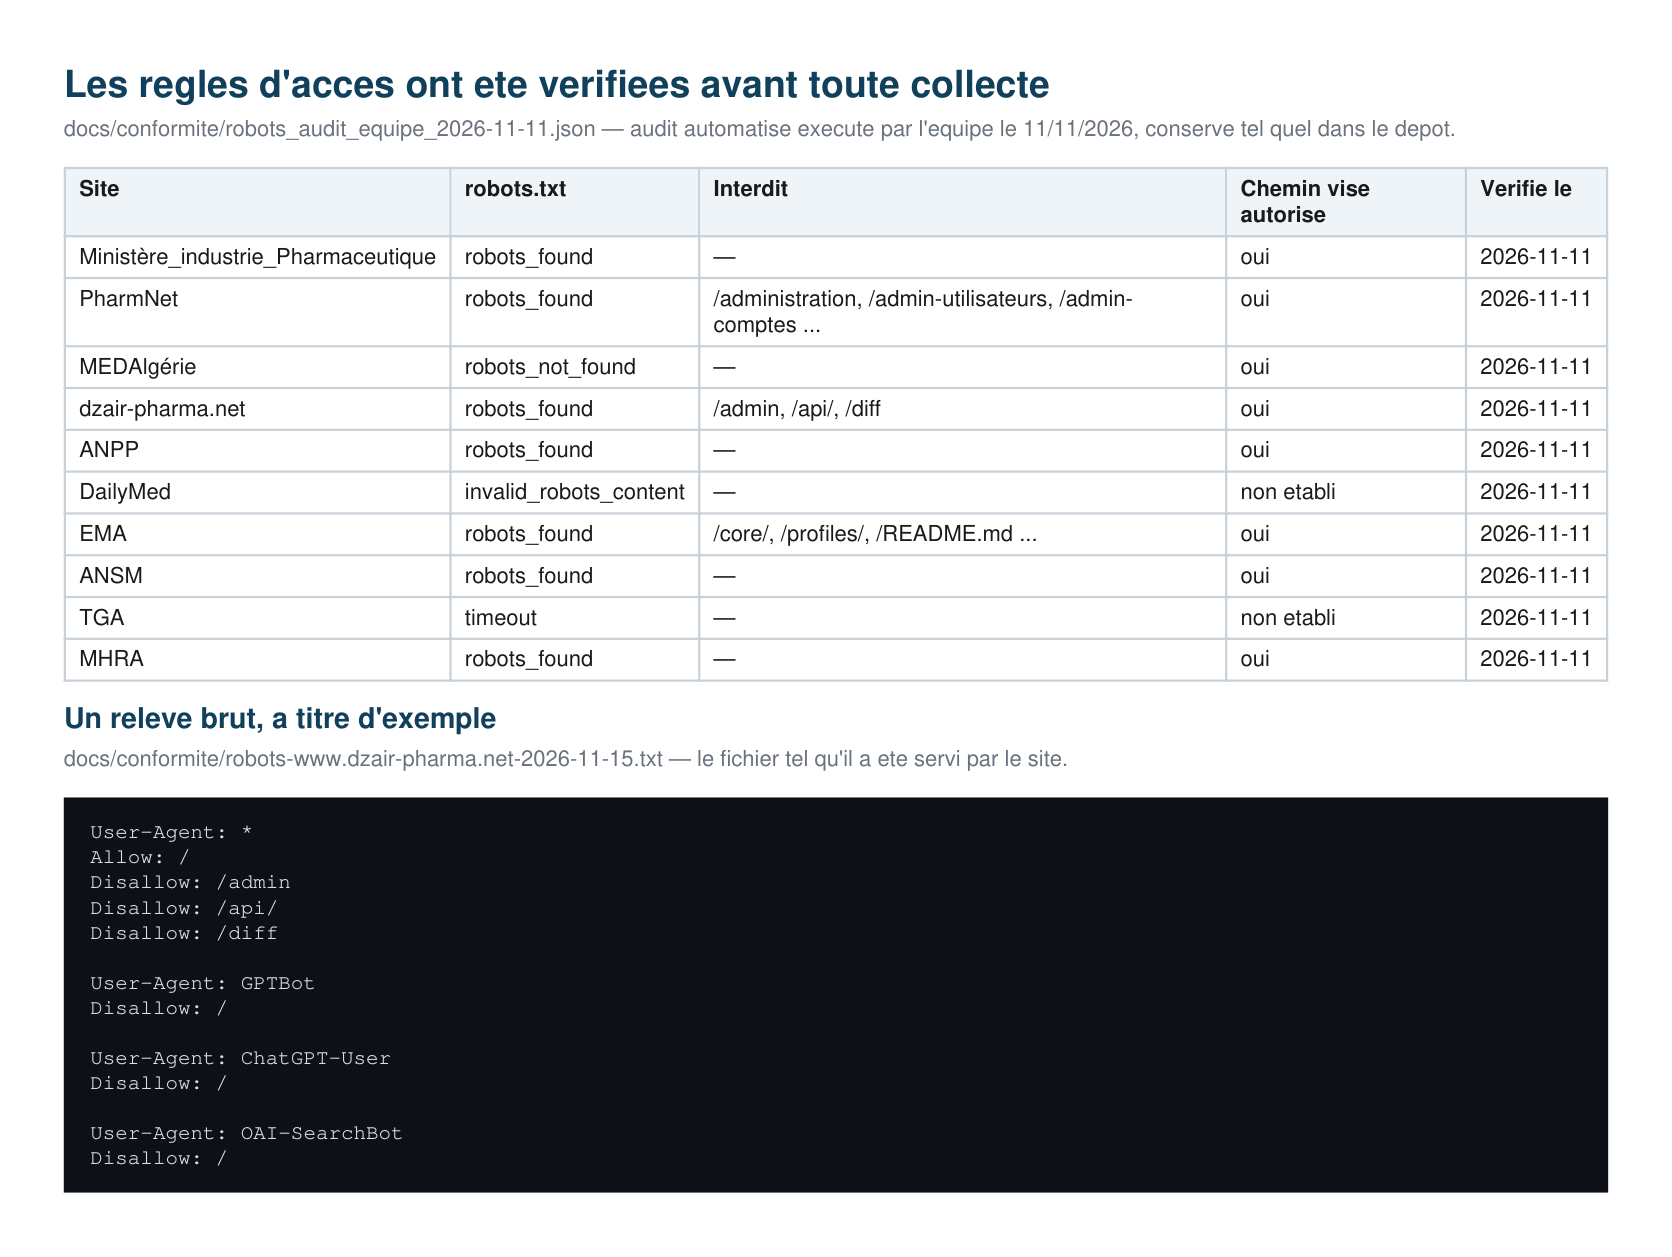 Les regles d'acces ont ete verifiees avant toute collecte
docs/conformite/robots_audit_equipe_2026-11-11.json — audit automatise execute par l'equipe le 11/11/2026, conserve tel quel dans le depot.
Site robots.txt Interdit Chemin vise autorise Verifie le
Ministère_industrie_Pharmaceutique robots_found — oui 2026-11-11
PharmNet robots_found /administration, /admin-utilisateurs, /admin-comptes ... oui 2026-11-11
MEDAlgérie robots_not_found — oui 2026-11-11
dzair-pharma.net robots_found /admin, /api/, /diff oui 2026-11-11
ANPP robots_found — oui 2026-11-11
DailyMed invalid_robots_content — non etabli 2026-11-11
EMA robots_found /core/, /profiles/, /README.md ... oui 2026-11-11
ANSM robots_found — oui 2026-11-11
TGA timeout — non etabli 2026-11-11
MHRA robots_found — oui 2026-11-11
Un releve brut, a titre d'exemple
docs/conformite/robots-www.dzair-pharma.net-2026-11-15.txt — le fichier tel qu'il a ete servi par le site.
User-Agent: *
Allow: /
Disallow: /admin
Disallow: /api/
Disallow: /diff
User-Agent: GPTBot
Disallow: /
User-Agent: ChatGPT-User
Disallow: /
User-Agent: OAI-SearchBot
Disallow: /